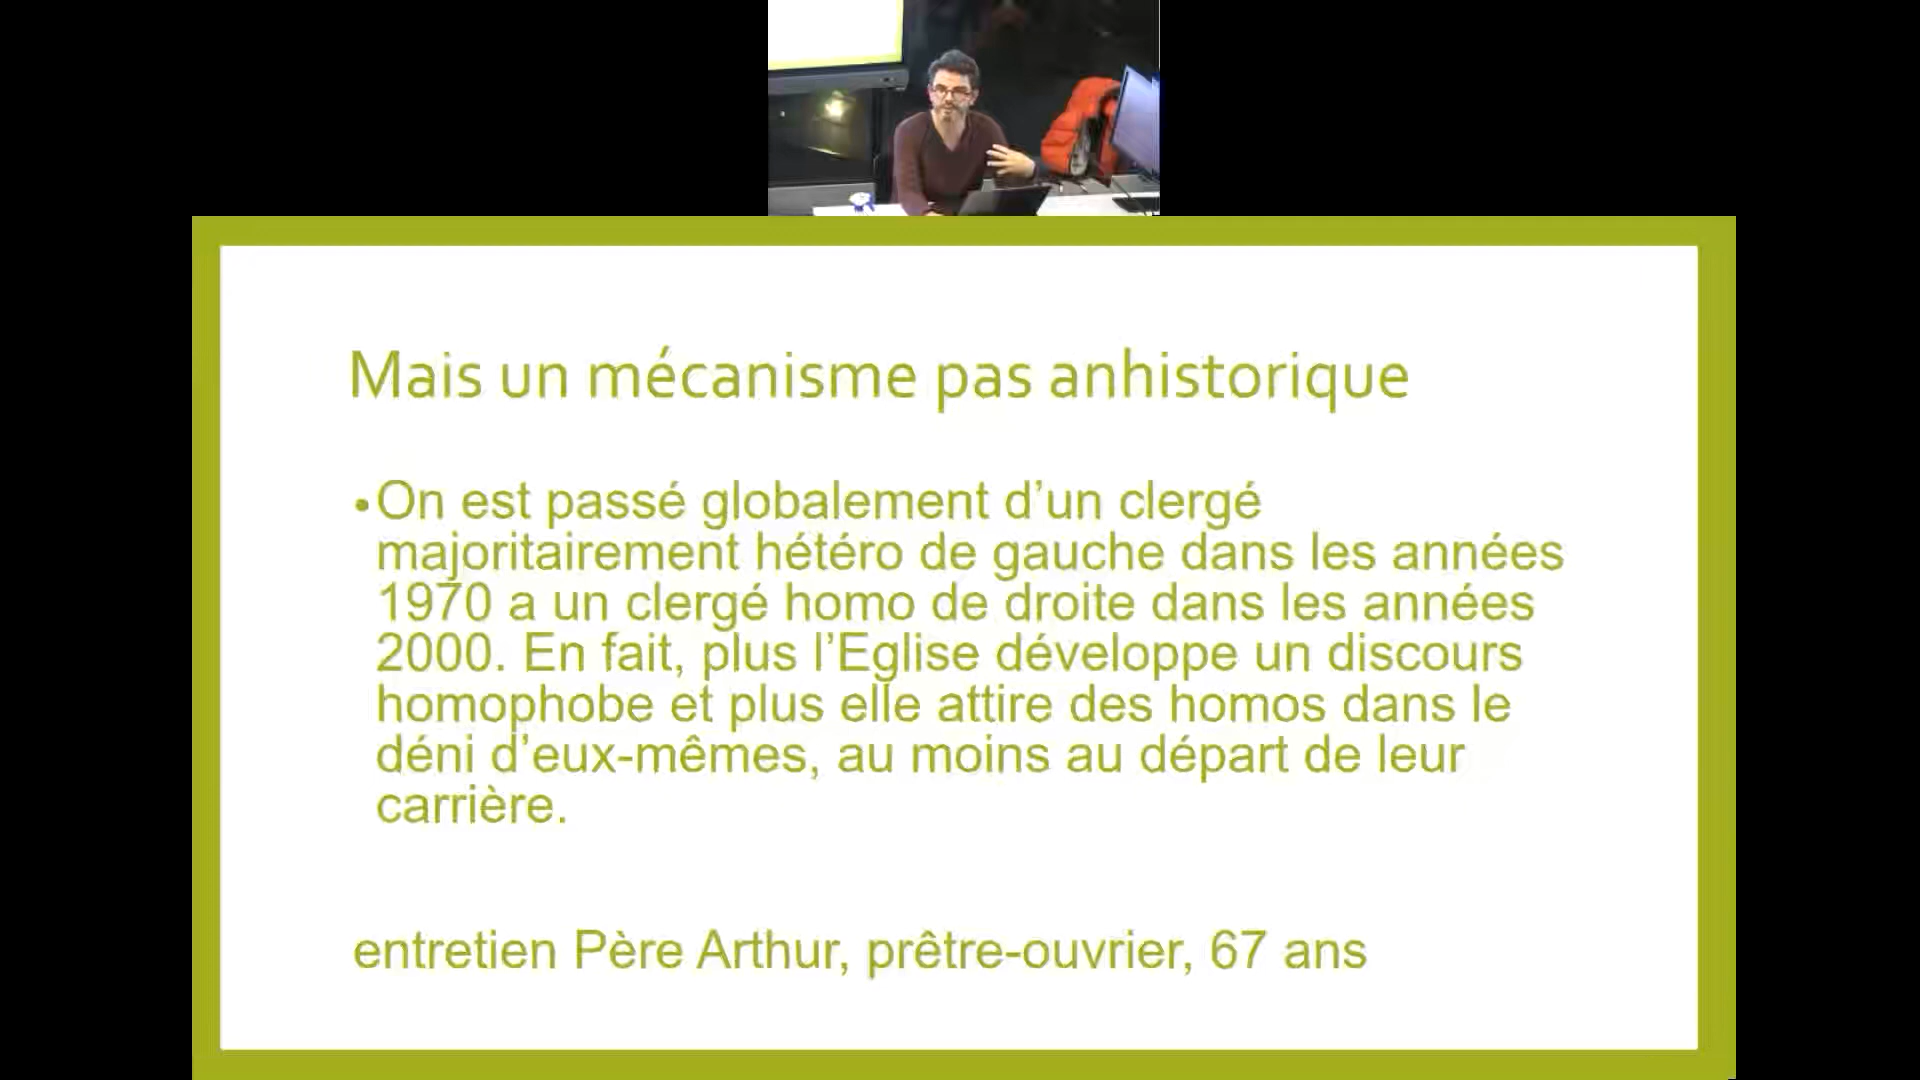 Mais un mécanisme pas anhistorique
•On est passé globalement d’un clergé
majoritairement hétéro de gauche dans les années
1970 a un clergé homo de droite dans les années
2000. En fait, plus l’Eglise développe un discours
homophobe et plus elle attire des homos dans le
déni d’eux-mêmes, au moins au départ de leur
carrière.
entretien Père Arthur, prêtre-ouvrier, 67 ans